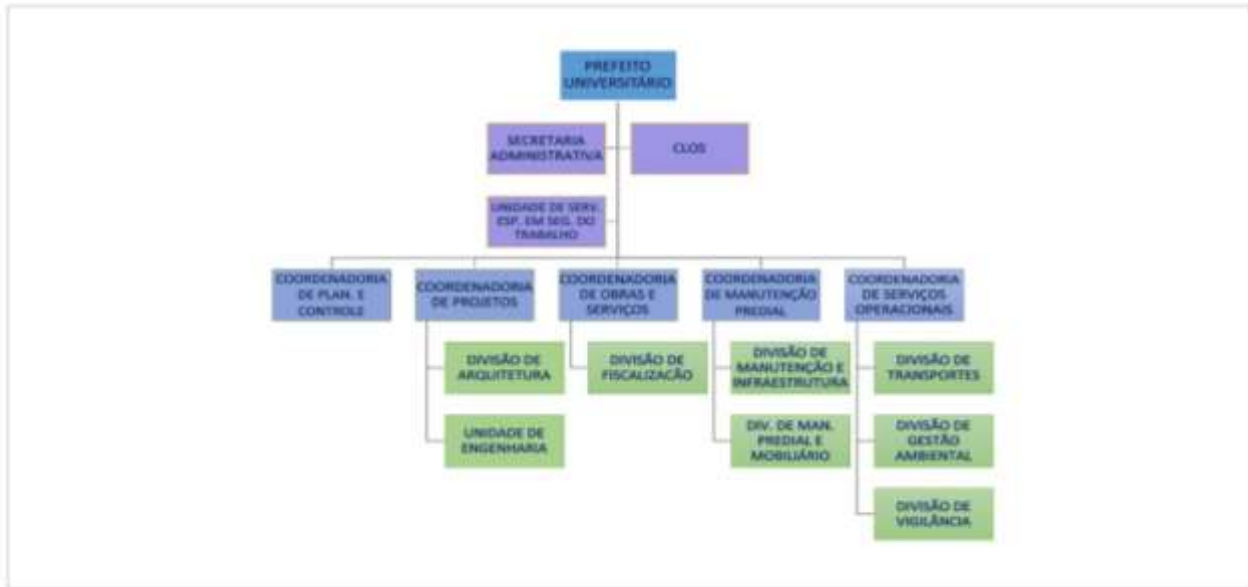 PREFEITO
UNIVERSITÁRIO
SECRETARIA
ADMINISTRATIVA
CLOS
UNIDADE DE SERV.
ESP. EM SEG. DO
TRABALHO
COORDENADORIA
DE PLAN. E
CONTROLE
COORDENADORIA
DE PROJETOS
COORDENADORIA
DE OBRAS E
SERVIÇOS
COORDENADORIA
DE MANUTENÇÃO
PREDIAL
COORDENADORIA
DE SERVIÇOS
OPERACIONAIS
DIVISÃO DE
ARQUITETURA
DIVISÃO DE
FISCALIZAÇÃO
DIVISÃO DE
MANUTENÇÃO E
INFRAESTRUTURA
DIVISÃO DE
TRANSPORTES
UNIDADE DE
ENGENHARIA
DIV. DE MAN.
PREDIAL E
MOBILIÁRIO
DIVISÃO DE
GESTÃO
AMBIENTAL
DIVISÃO DE
VIGILÂNCIA